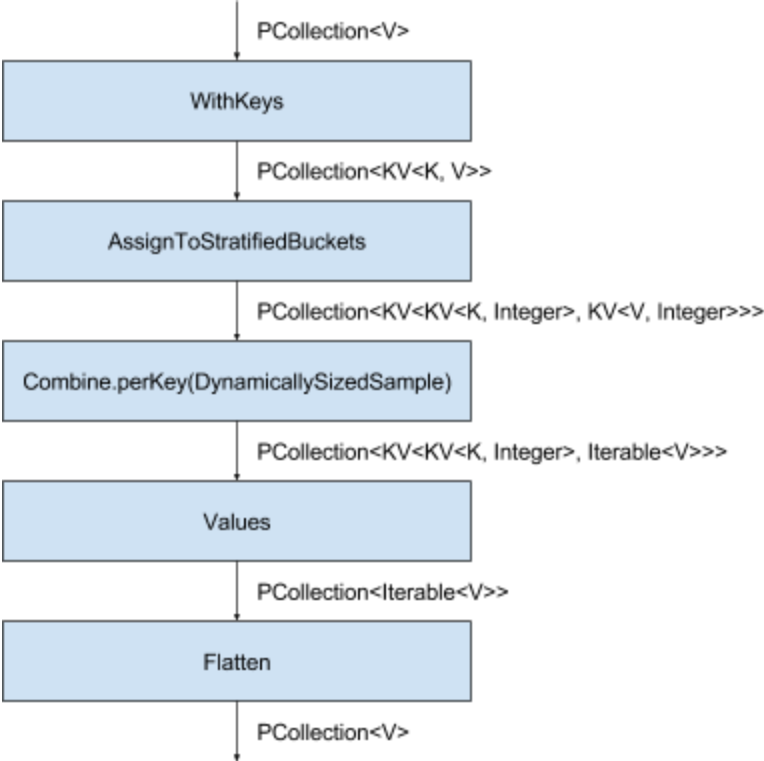 PCollection<V>
WithKeys
PCollection<KV<K, V>>
AssignToStratifiedBuckets
PCollection<KV<KV<K, Integer>, KV<V, Integer>>>
Combine.perKey(DynamicallySizedSample)
PCollection<KV<KV<K, Integer>, Iterable<V>>>
Values
PCollection<Iterable<V>>
Flatten
PCollection<V>